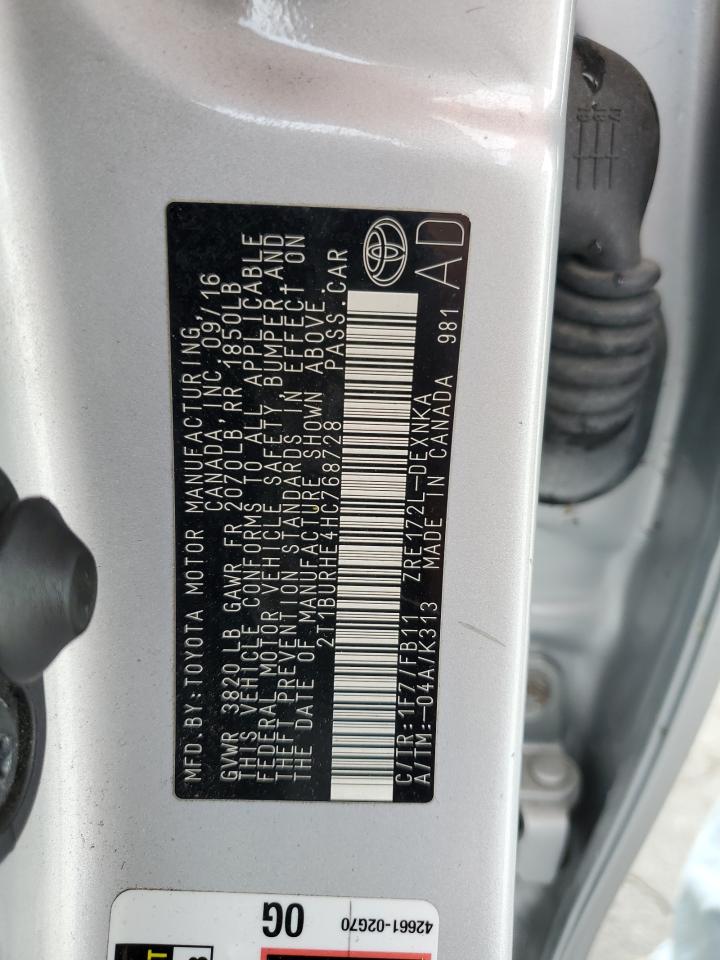 MFD.BY:TOYOTA MOTOR MANUFACTURING,
CANADA,INC.09/16
GVWR 3820LB GAWR FR 2070LB,RR 1850LB
THIS VEHICLE CONFORMS TO ALL APPLICABLE
FEDERAL MOTOR VEHICLE SAFETY,BUMPER,AND
THEFT PREVENTION STANDARDS IN EFFECT ON
THE DATE OF MANUFACTURE SHOWN ABOVE.
2T1BURHE4HC768728 PASS.CAR
C/TR:1F7/FB11 ZRE172L-DEXNKA
A/TM:-04A/K313 MADE IN CANADA 981 AD
0G
42661-02G70